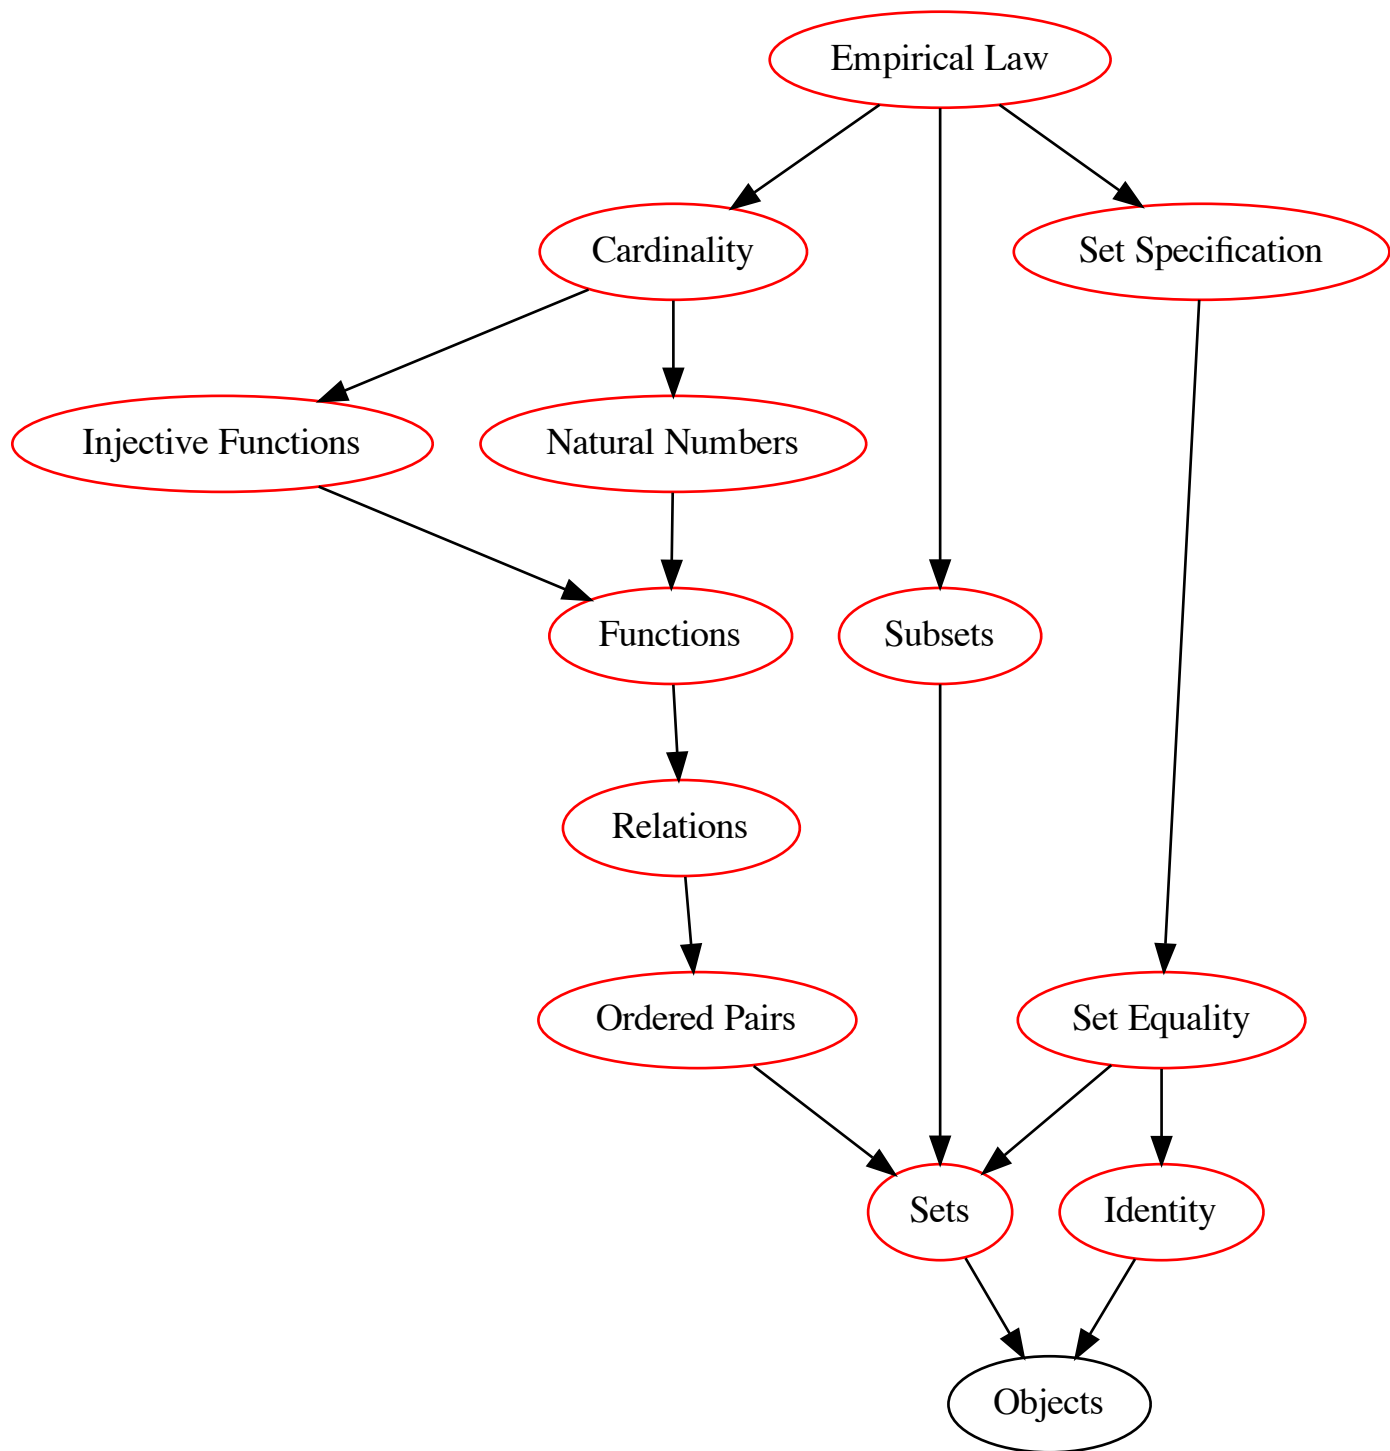 Empirical Law
Cardinality
Set Specification
Injective Functions
Natural Numbers
Functions
Subsets
Relations
Ordered Pairs
Set Equality
Sets
Identity
Objects